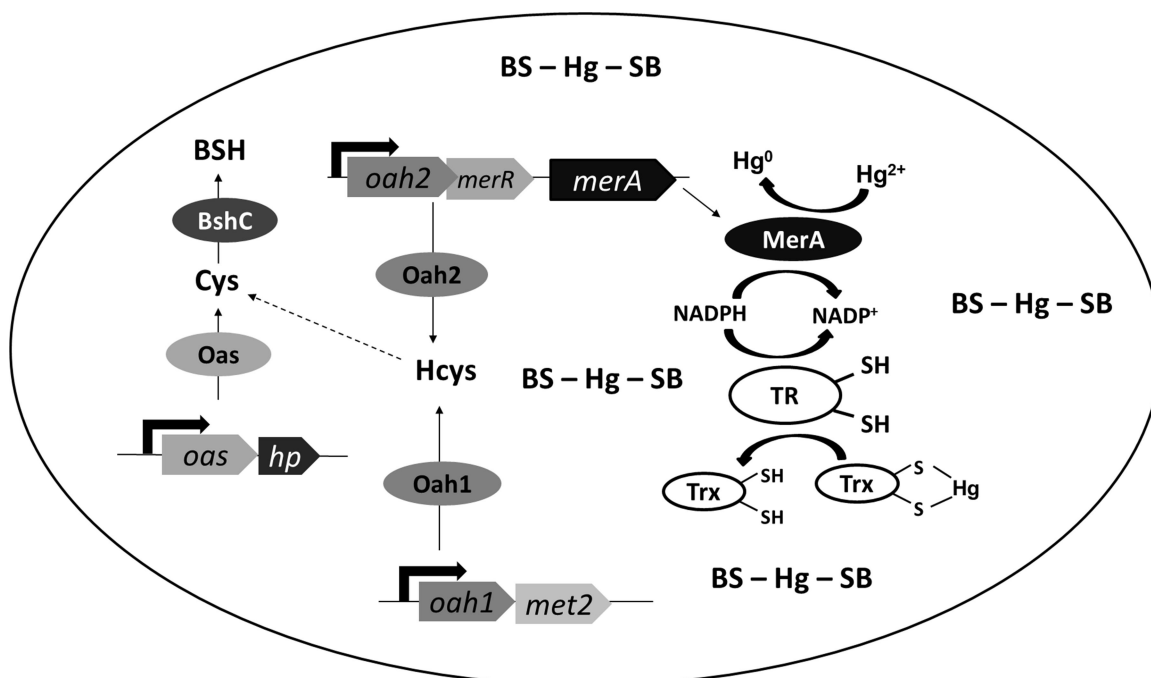 BS – Hg – SB
BSH
oah2
merR
merA
Hg⁰
Hg²⁺
BshC
MerA
Cys
Oah2
NADPH
NADP⁺
BS – Hg – SB
Oas
Hcys
BS – Hg – SB
SH
TR
SH
oas
hp
Oah1
Trx
SH
SH
Trx
S
S
Hg
BS – Hg – SB
oah1
met2